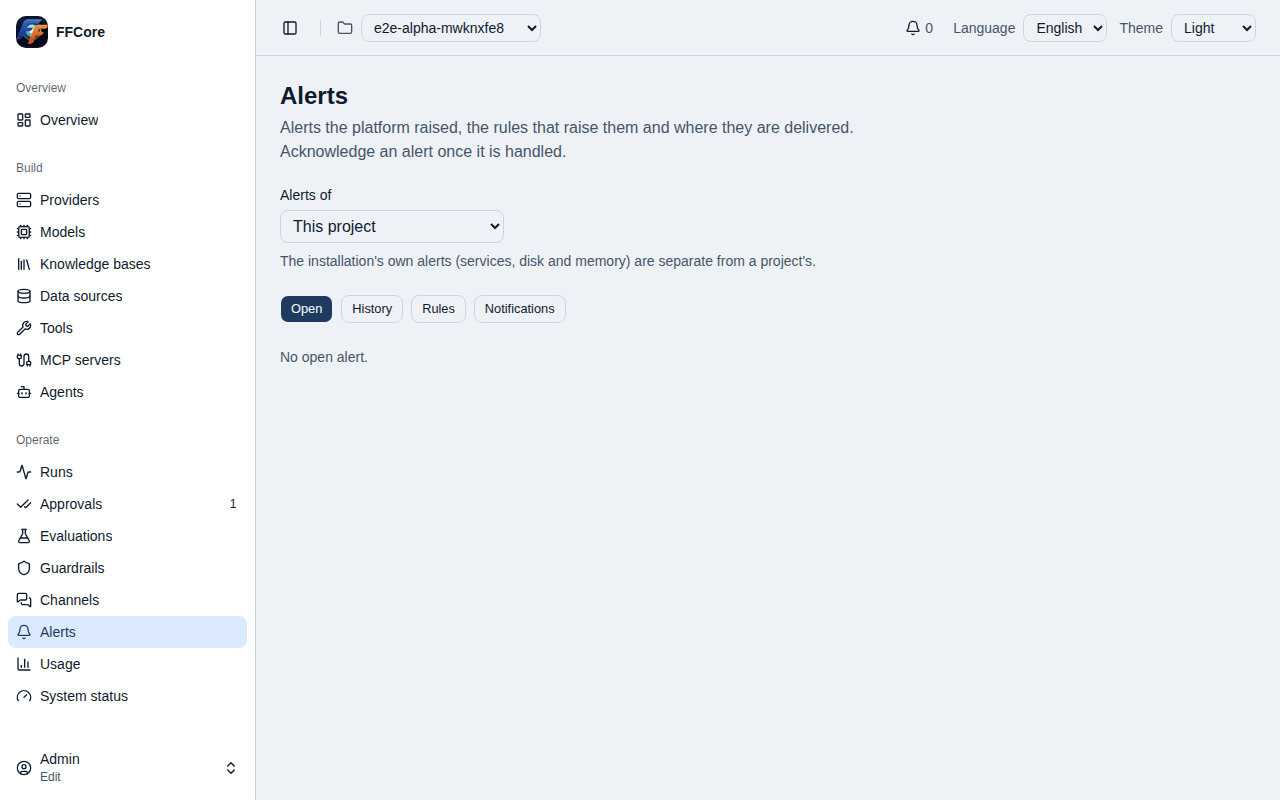 FFCore
Overview
Overview
Build
Providers
Models
Knowledge bases
Data sources
Tools
MCP servers
Agents
Operate
Runs
Approvals 1
Evaluations
Guardrails
Channels
Alerts
Usage
System status
Admin
Edit
e2e-alpha-mwknxfe8
0
Language
English
Theme
Light
Alerts
Alerts the platform raised, the rules that raise them and where they are delivered.
Acknowledge an alert once it is handled.
Alerts of
This project
The installation's own alerts (services, disk and memory) are separate from a project's.
Open
History
Rules
Notifications
No open alert.